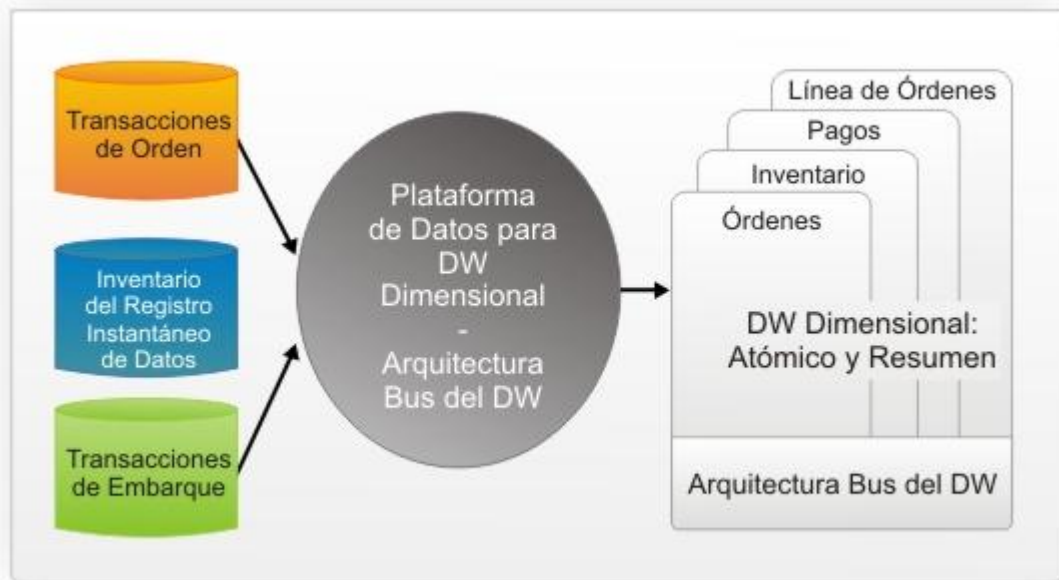 Transacciones
de Orden
Inventario
del Registro
Instantáneo
de Datos
Transacciones
de Embarque
Plataforma
de Datos para
DW
Dimensional
-
Arquitectura
Bus del DW
Línea de Órdenes
Pagos
Inventario
Órdenes
DW Dimensional:
Atómico y Resumen
Arquitectura Bus del DW